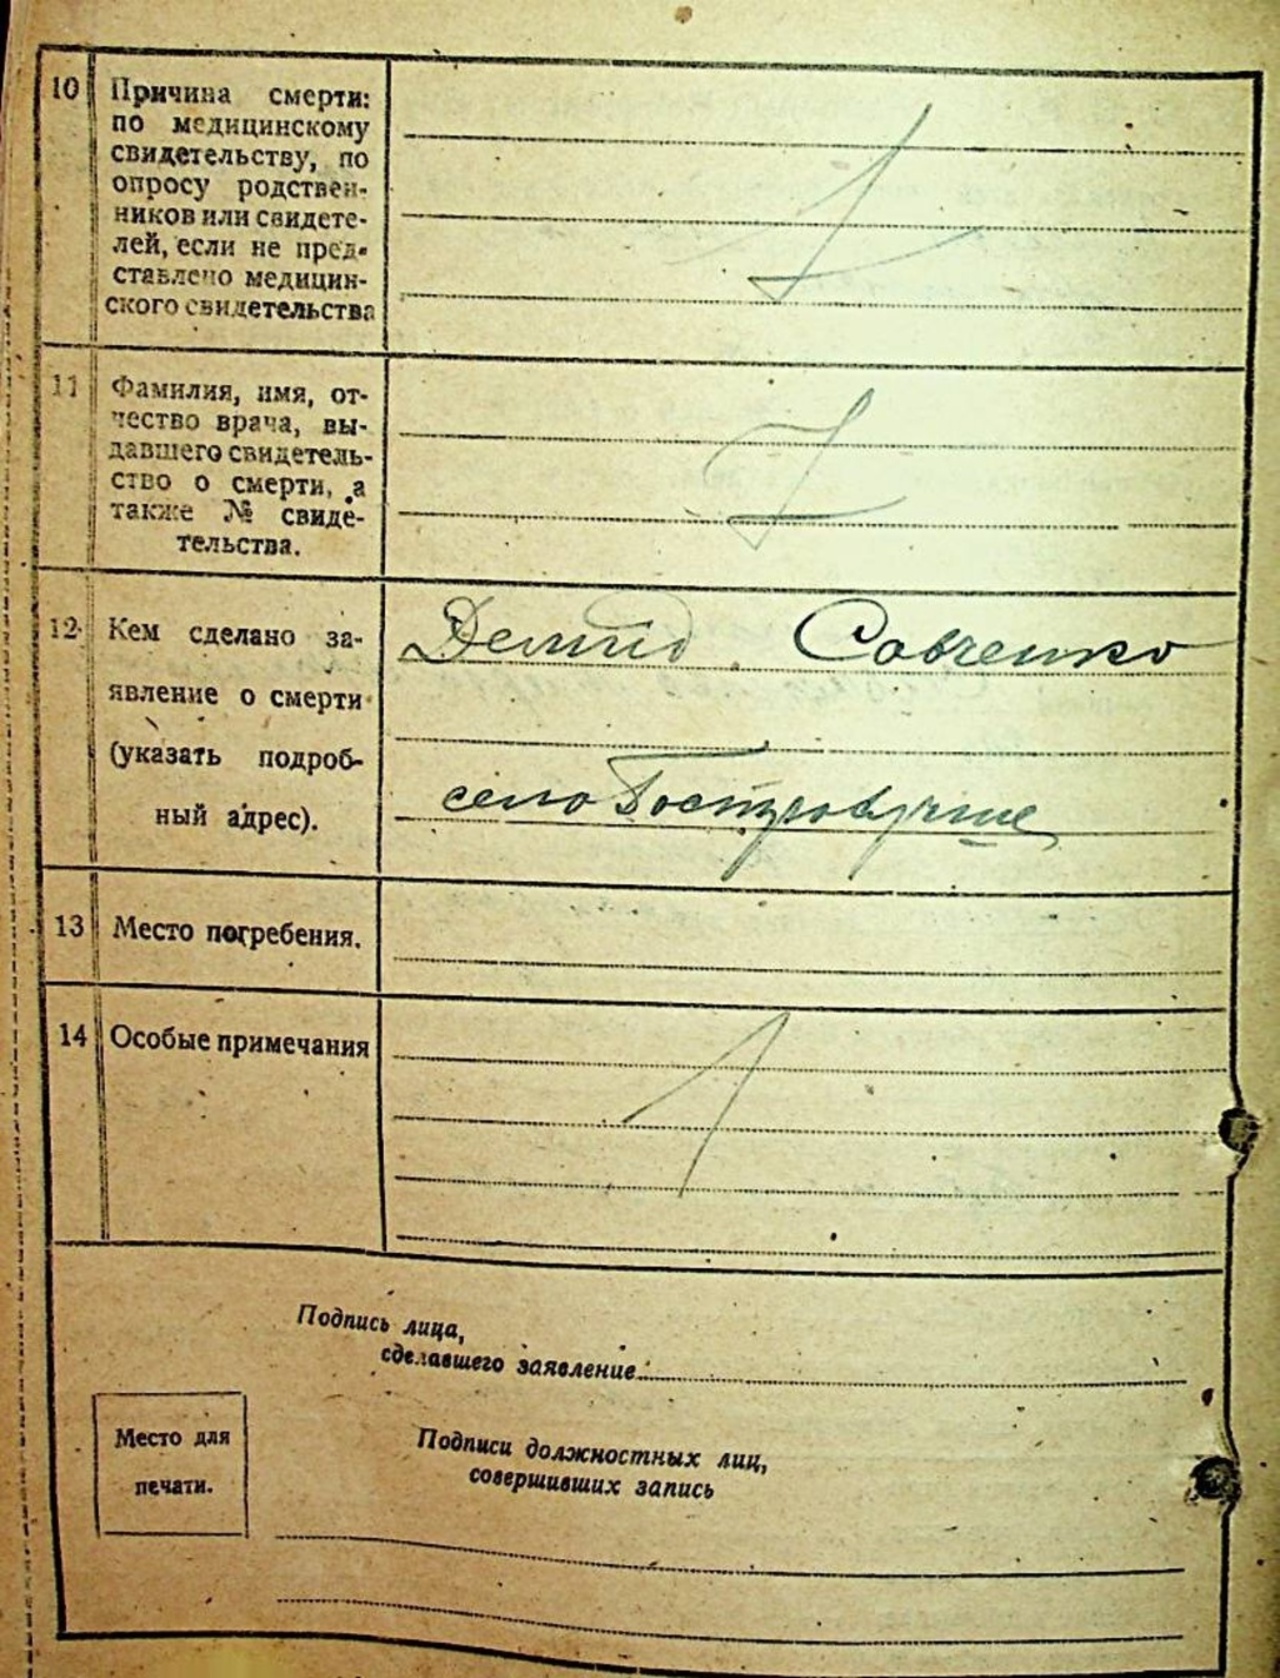 10 Причина смерти:
по медицинскому
свидетельству, по
опросу родствен-
ников или свидете-
лей, если не пред-
ставлено медицин-
ского свидетельства
11 Фамилия, имя, от-
чество врача, вы-
давшего свидетель-
ство о смерти, а
также № свиде-
тельства.
12 Кем сделано за-
явление о смерти
(указать подроб-
ный адрес).
Демид Савченко
село
13 Место погребения.
14 Особые примечания
Подпись лица,
сделавшего заявление
Место для
печати.
Подписи должностных лиц,
совершивших запись